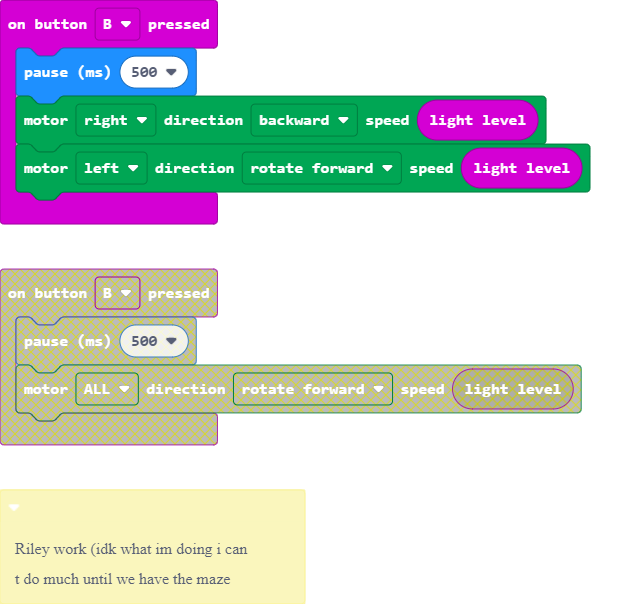 on button B pressed
pause (ms) 500
motor right direction backward speed light level
motor left direction rotate forward speed light level
on button B pressed
pause (ms) 500
motor ALL direction rotate forward speed light level
Riley work (idk what im doing i can
t do much until we have the maze